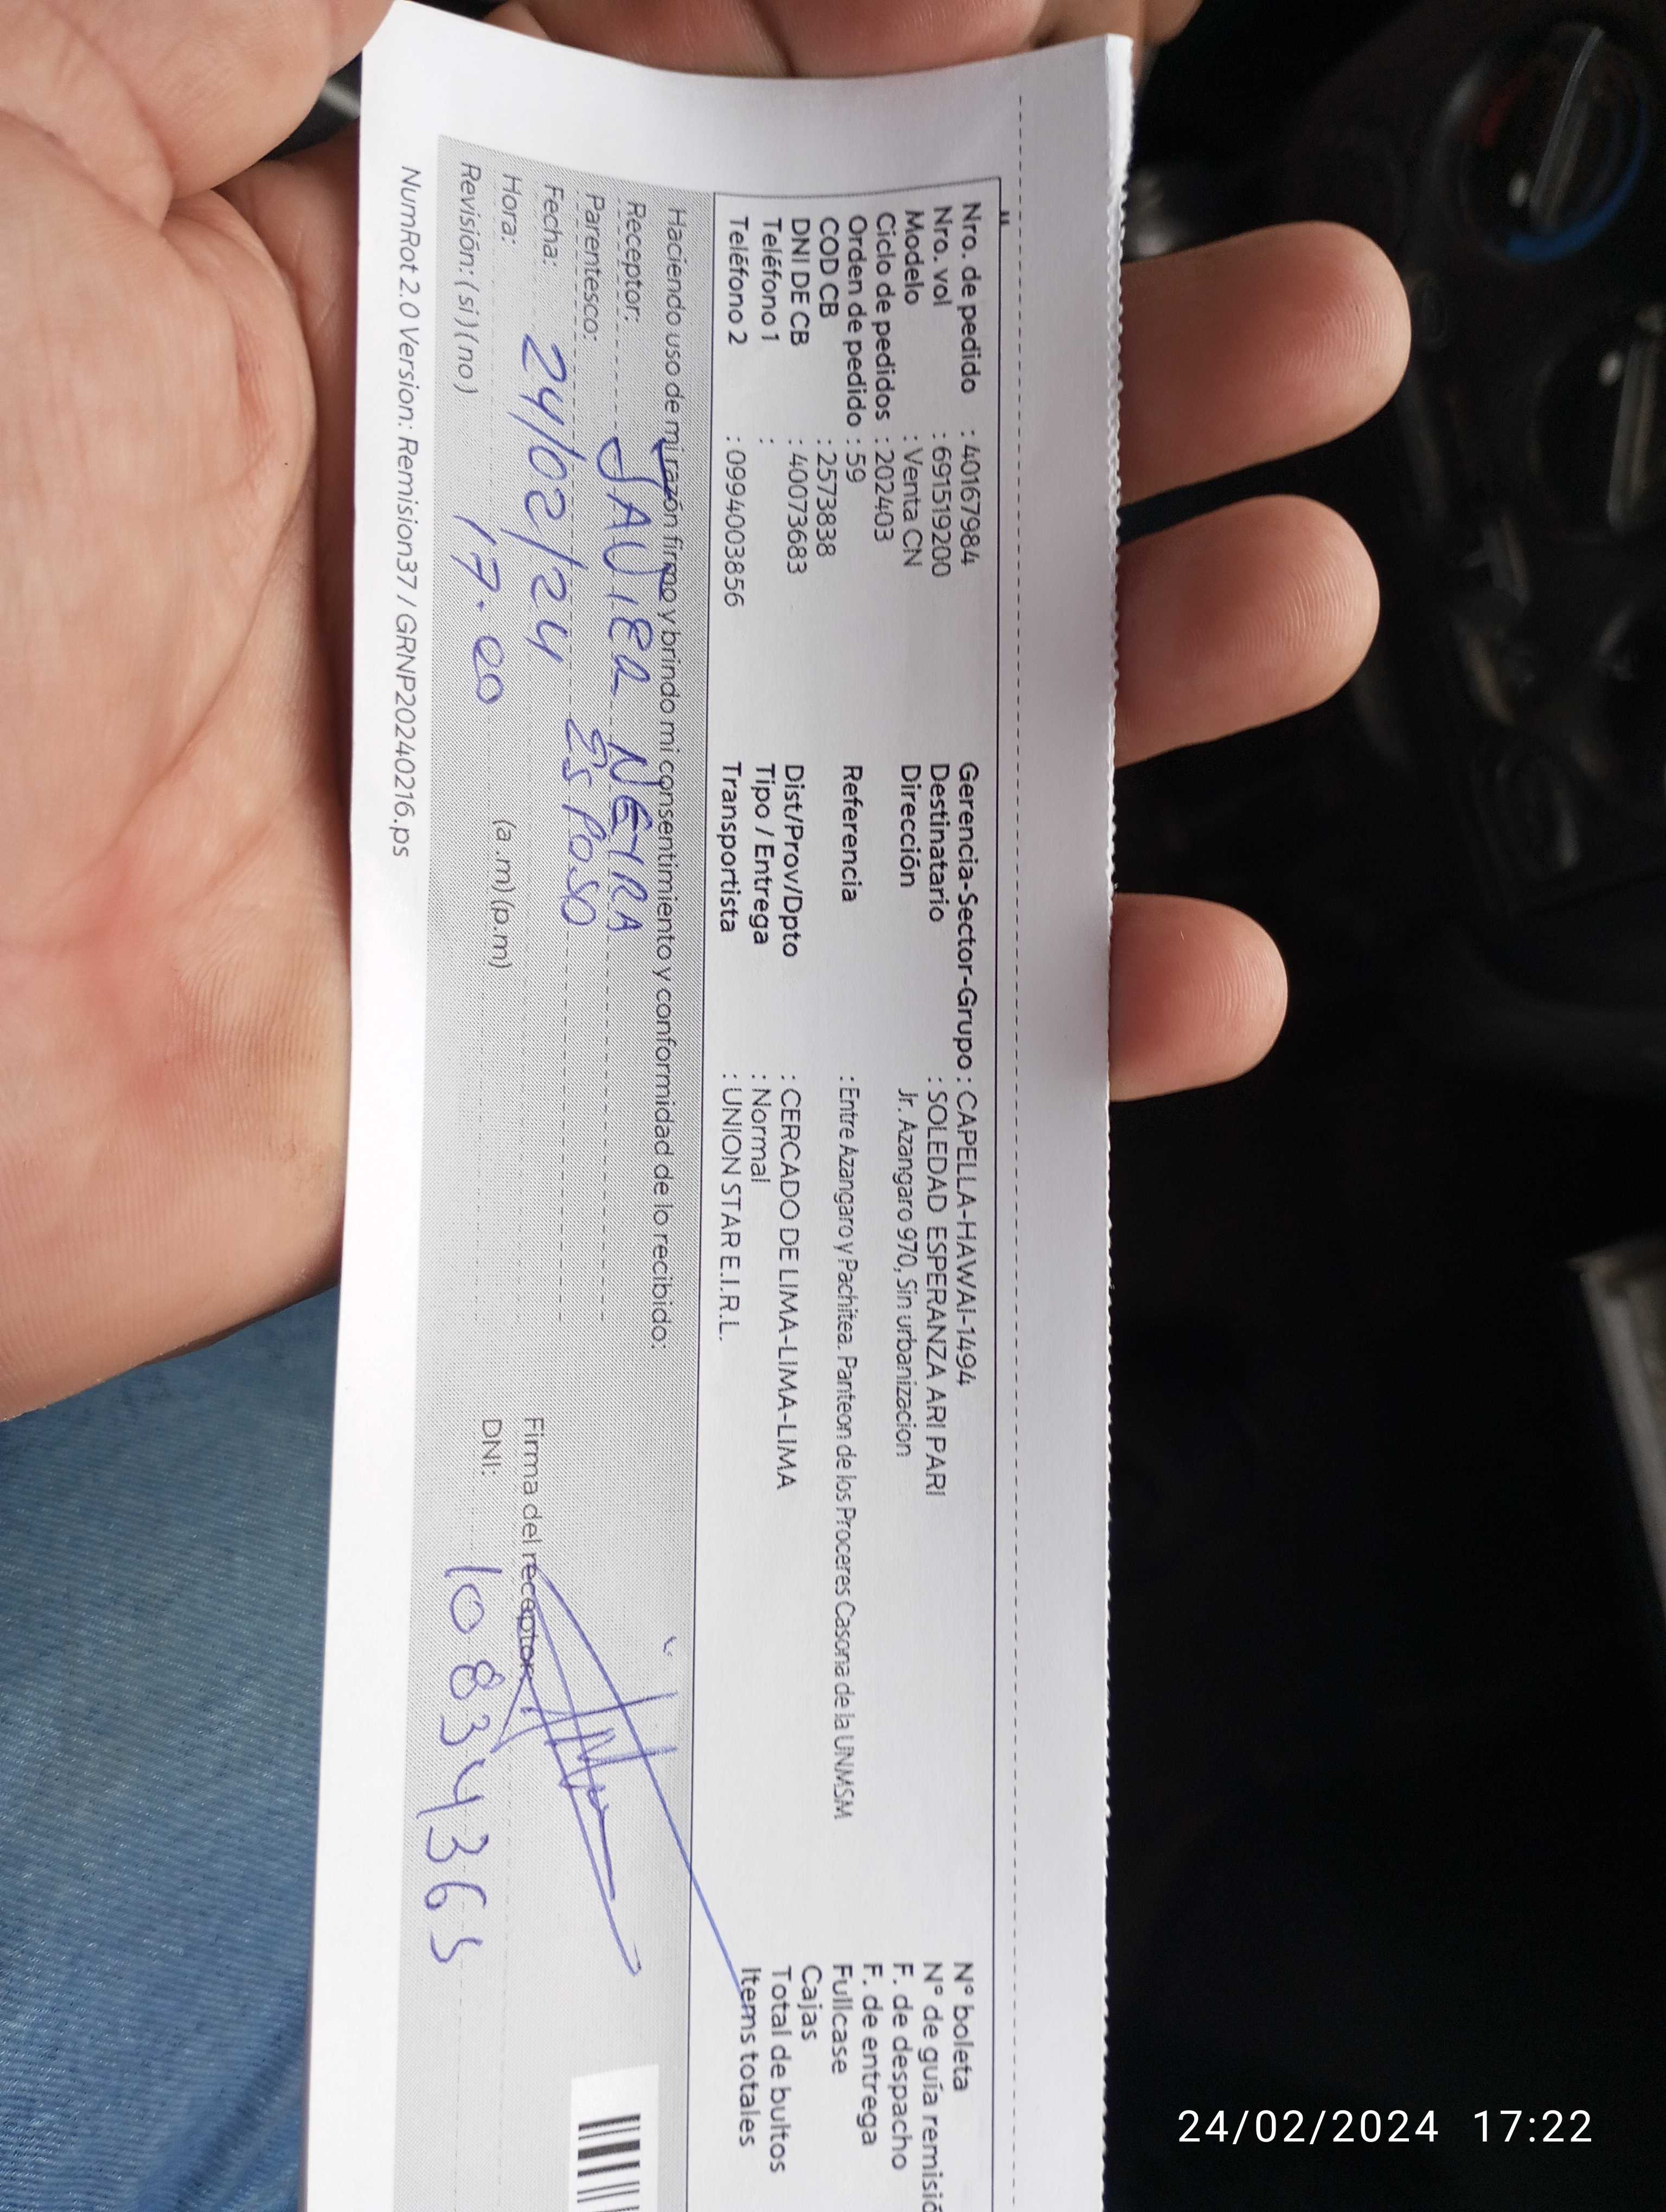 Nro. de pedido : 40167984
Nro. vol : 691519200
Modelo : Venta CN
Ciclo de pedidos : 202403
Orden de pedido : 59
COD CB : 2573838
DNI DE CB : 40073683
Teléfono 1 :
Teléfono 2 : 0994003856
Gerencia-Sector-Grupo : CAPELLA-HAWAI-1494
Destinatario : SOLEDAD ESPERANZA ARI PARI
Dirección Jr. Azangaro 970, Sin urbanizacion
Referencia : Entre Azangaro y Pachitea. Panteon de los Proceres Casona de la UNMSM
Dist/Prov/Dpto : CERCADO DE LIMA-LIMA-LIMA
Tipo / Entrega : Normal
Transportista : UNION STAR E.I.R.L.
N° boleta
N° de guía remisió
F. de despacho
F. de entrega
Fullcase
Cajas
Total de bultos
Items totales
Haciendo uso de mi razón firmo y brindo mi consentimiento y conformidad de lo recibido:
Receptor: JAVIER NEYRA
Parentesco: ESPOSO
Fecha: 24/02/24
Hora: 17.20 (a.m) (p.m)
Revisión: ( si ) ( no )
Firma del receptor
DNI: 10834365
NumRot 2.0 Version: Remision37 / GRNP20240216.ps
24/02/2024 17:22